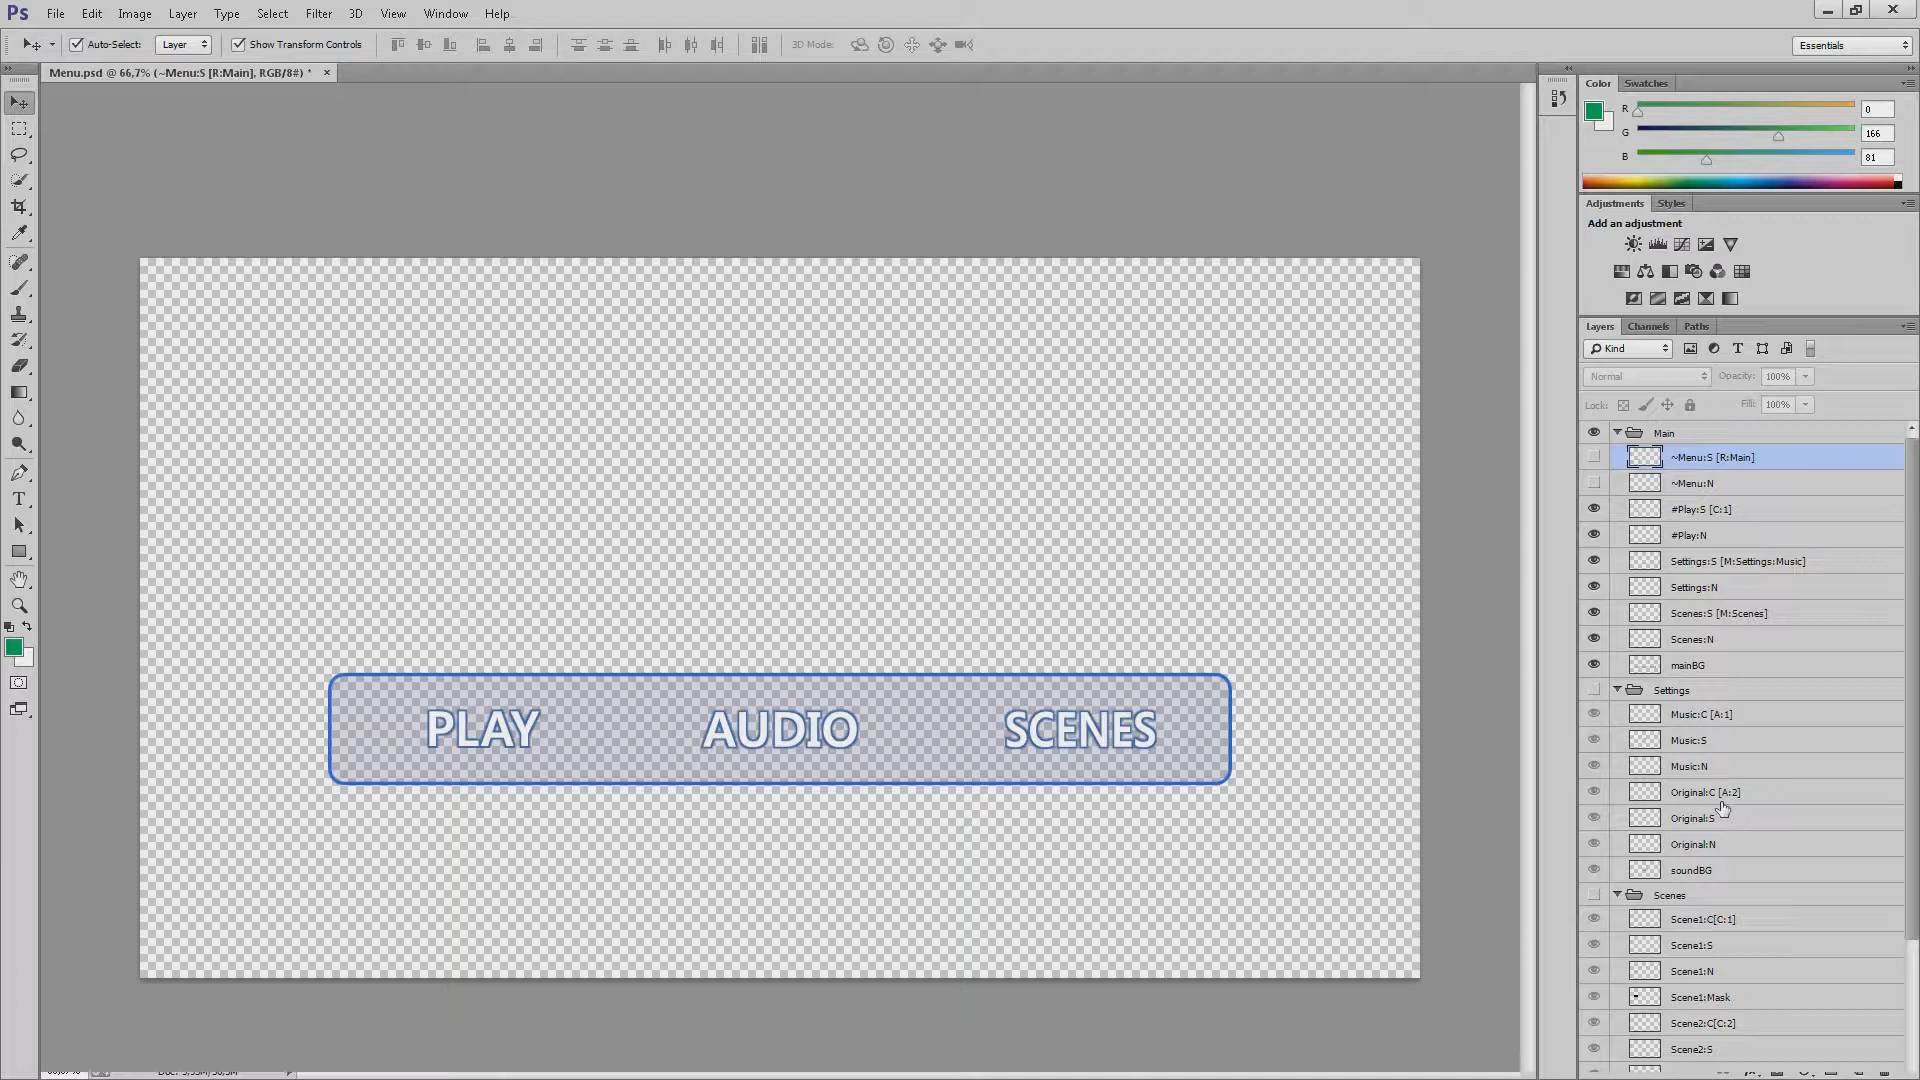 Ps File Edit Image Layer Type Select Filter 3D View Window Help
Auto-Select: Layer Show Transform Controls 3D Mode: Essentials
Menu.psd @ 66,7% (~Menu:S [R:Main], RGB/8#) * ×
Color Swatches
R 0
G 166
B 81
Adjustments Styles
Add an adjustment
Layers Channels Paths
Kind
Normal Opacity: 100%
Lock: Fill: 100%
Main
~Menu:S [R:Main]
~Menu:N
#Play:S [C:1]
#Play:N
Settings:S [M:Settings:Music]
Settings:N
Scenes:S [M:Scenes]
Scenes:N
mainBG
Settings
Music:C [A:1]
Music:S
Music:N
Original:C [A:2]
Original:S
Original:N
soundBG
Scenes
Scene1:C[C:1]
Scene1:S
Scene1:N
Scene1:Mask
Scene2:C[C:2]
Scene2:S
PLAY AUDIO SCENES